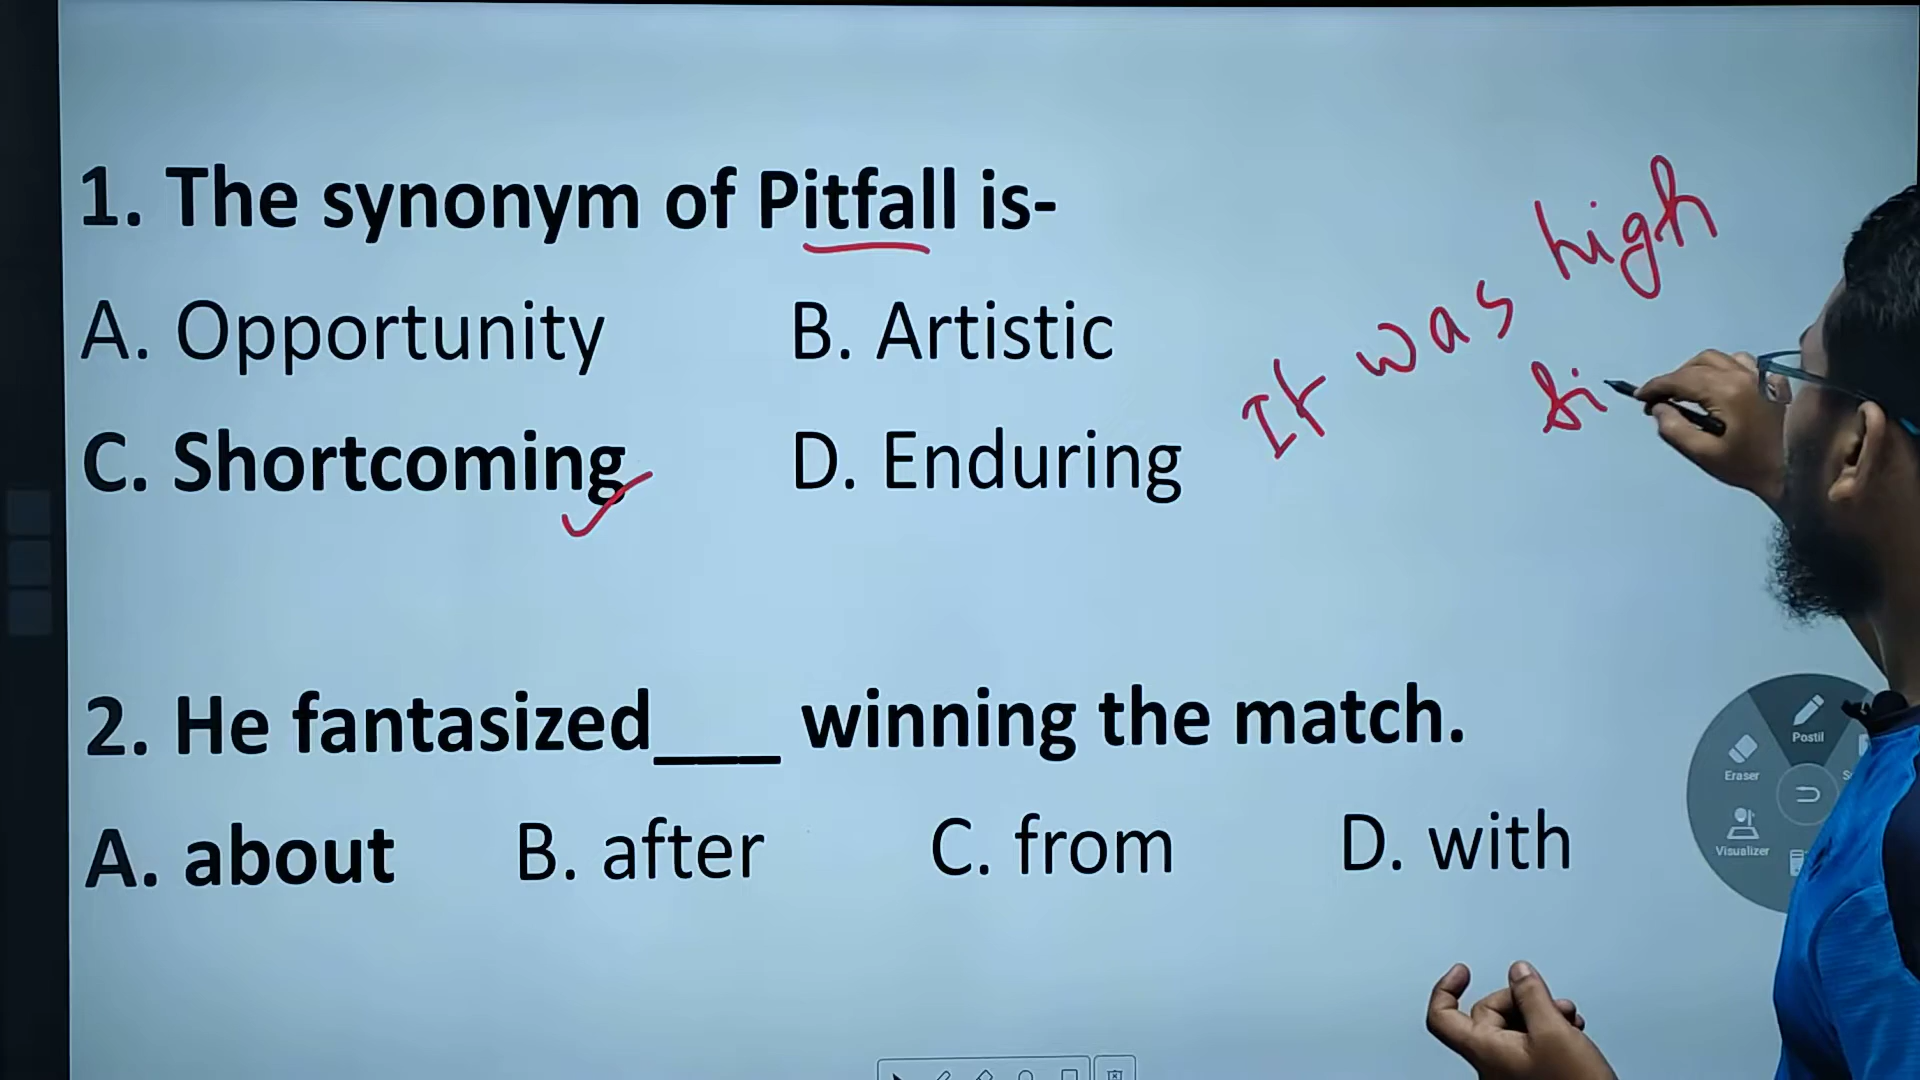 1. The synonym of Pitfall is-
A. Opportunity B. Artistic
C. Shortcoming D. Enduring
It was high
ti
2. He fantasized___ winning the match.
A. about B. after C. from D. with
Postil
Eraser
Visualizer